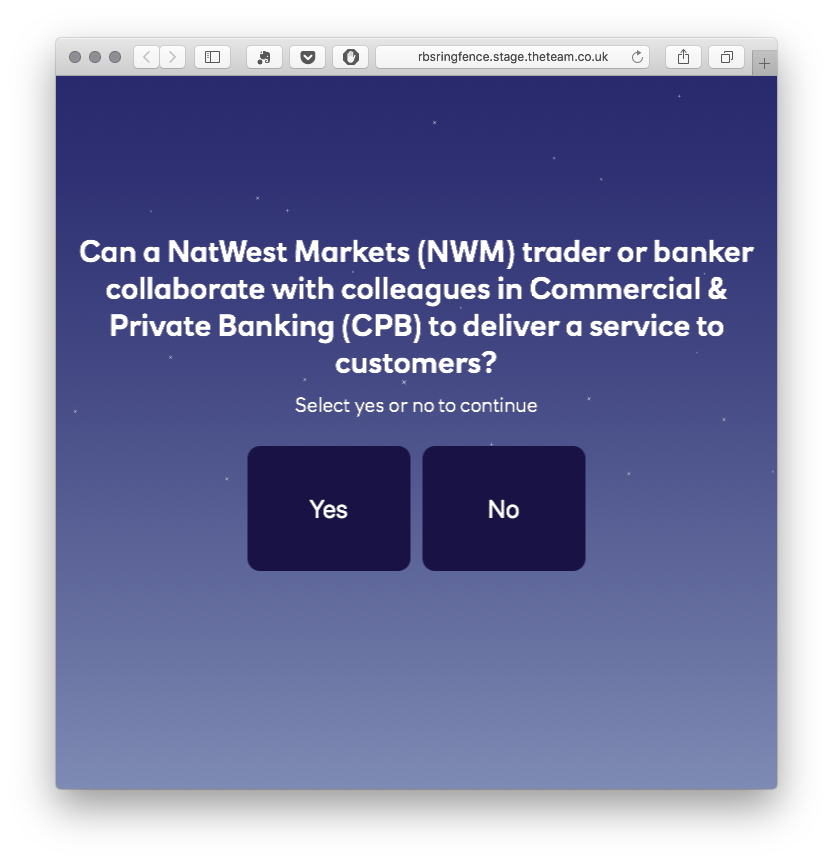 rbsringfence.stage.theteam.co.uk
Can a NatWest Markets (NWM) trader or banker
collaborate with colleagues in Commercial &
Private Banking (CPB) to deliver a service to
customers?
Select yes or no to continue
Yes
No